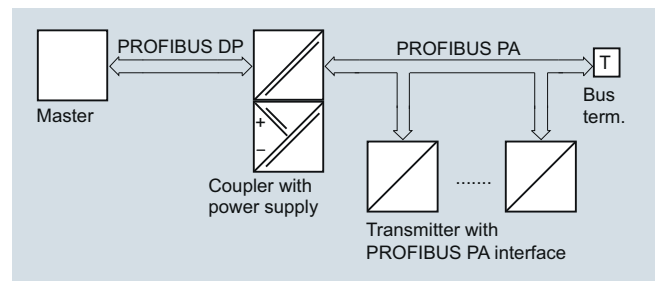 PROFIBUS DP
PROFIBUS PA
T
Master
Bus
term.
+
–
Coupler with
power supply
.......
Transmitter with
PROFIBUS PA interface